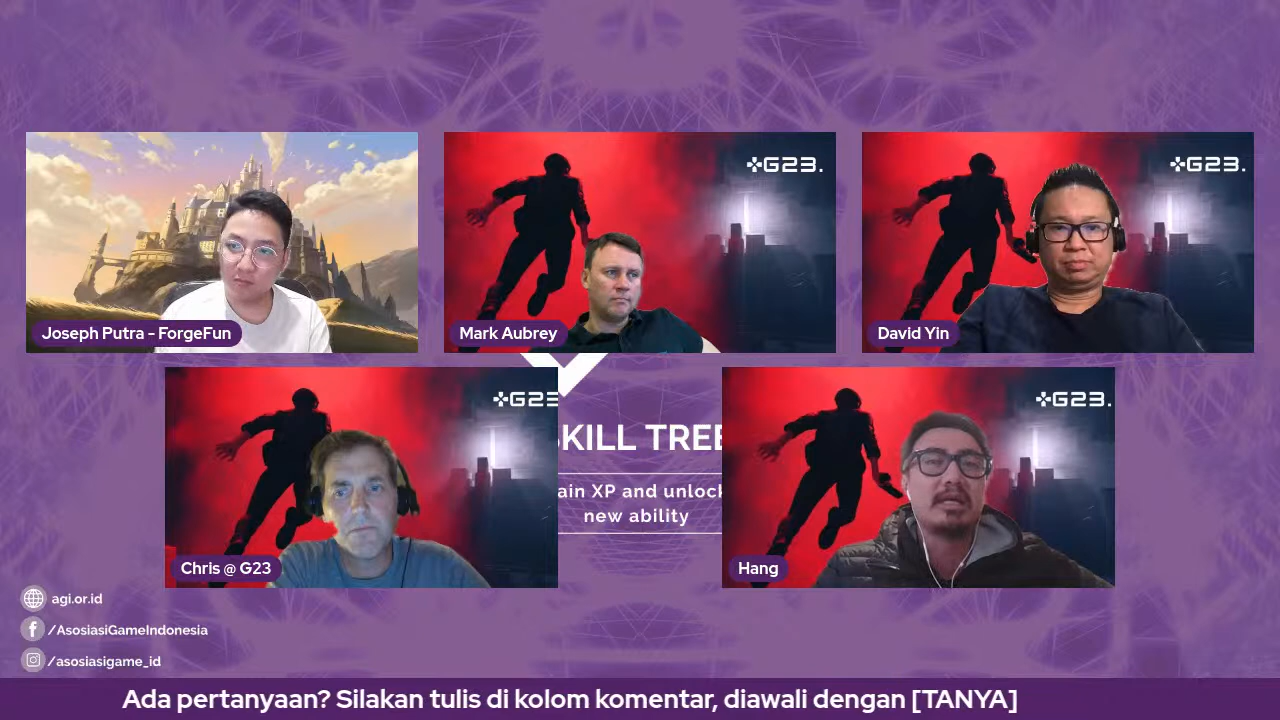 G23.
G23.
Joseph Putra - ForgeFun
Mark Aubrey
David Yin
G23
G23.
SKILL TREE
ain XP and unlock
new ability
Chris @ G23
Hang
agi.or.id
/AsosiasiGameIndonesia
/asosiasigame_id
Ada pertanyaan? Silakan tulis di kolom komentar, diawali dengan [TANYA]